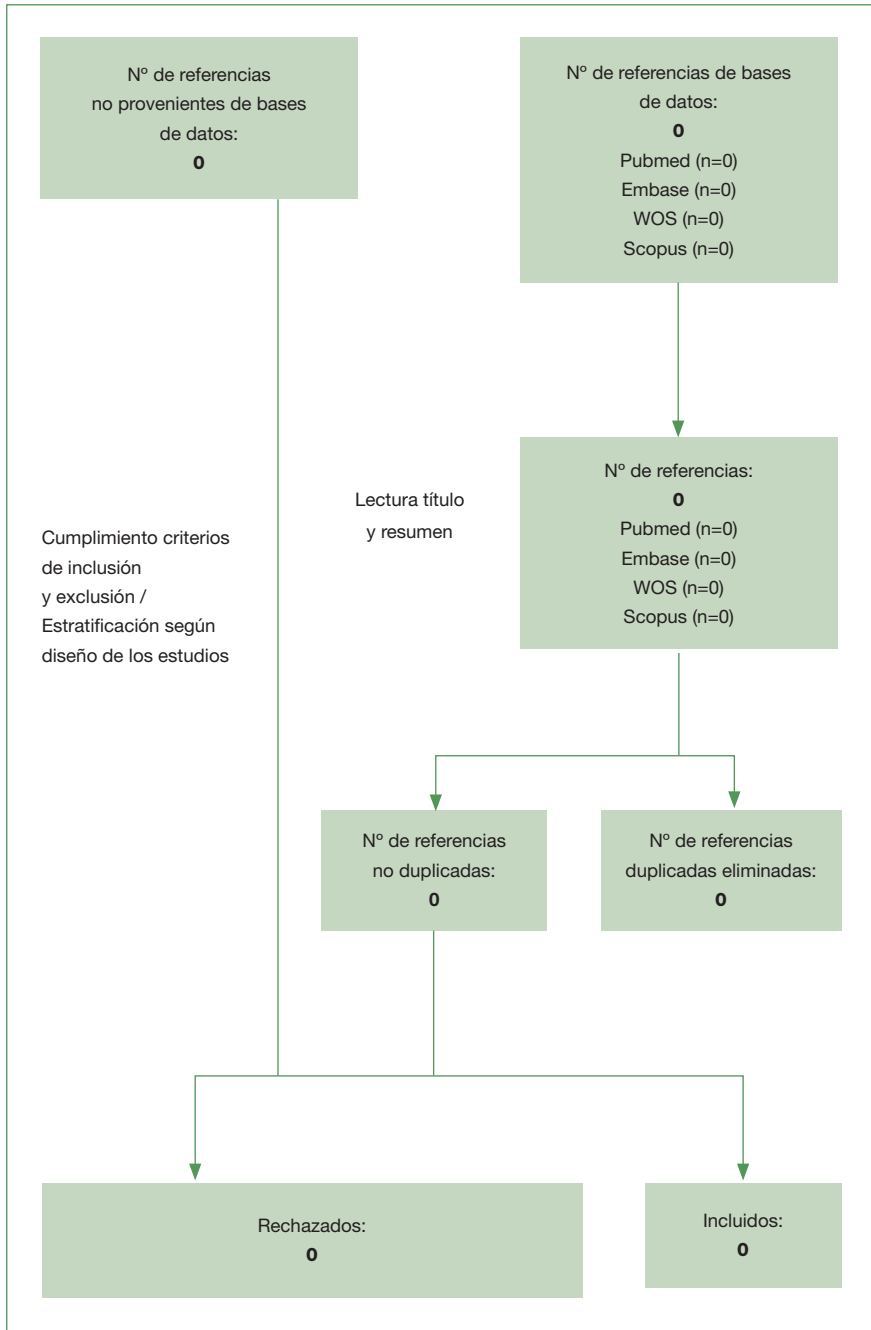 Nº de referencias
no provenientes de bases
de datos:
0
Nº de referencias de bases
de datos:
0
Pubmed (n=0)
Embase (n=0)
WOS (n=0)
Scopus (n=0)
Lectura título
y resumen
Nº de referencias:
0
Pubmed (n=0)
Embase (n=0)
WOS (n=0)
Scopus (n=0)
Cumplimiento criterios
de inclusión
y exclusión /
Estratificación según
diseño de los estudios
Nº de referencias
no duplicadas:
0
Nº de referencias
duplicadas eliminadas:
0
Rechazados:
0
Incluidos:
0